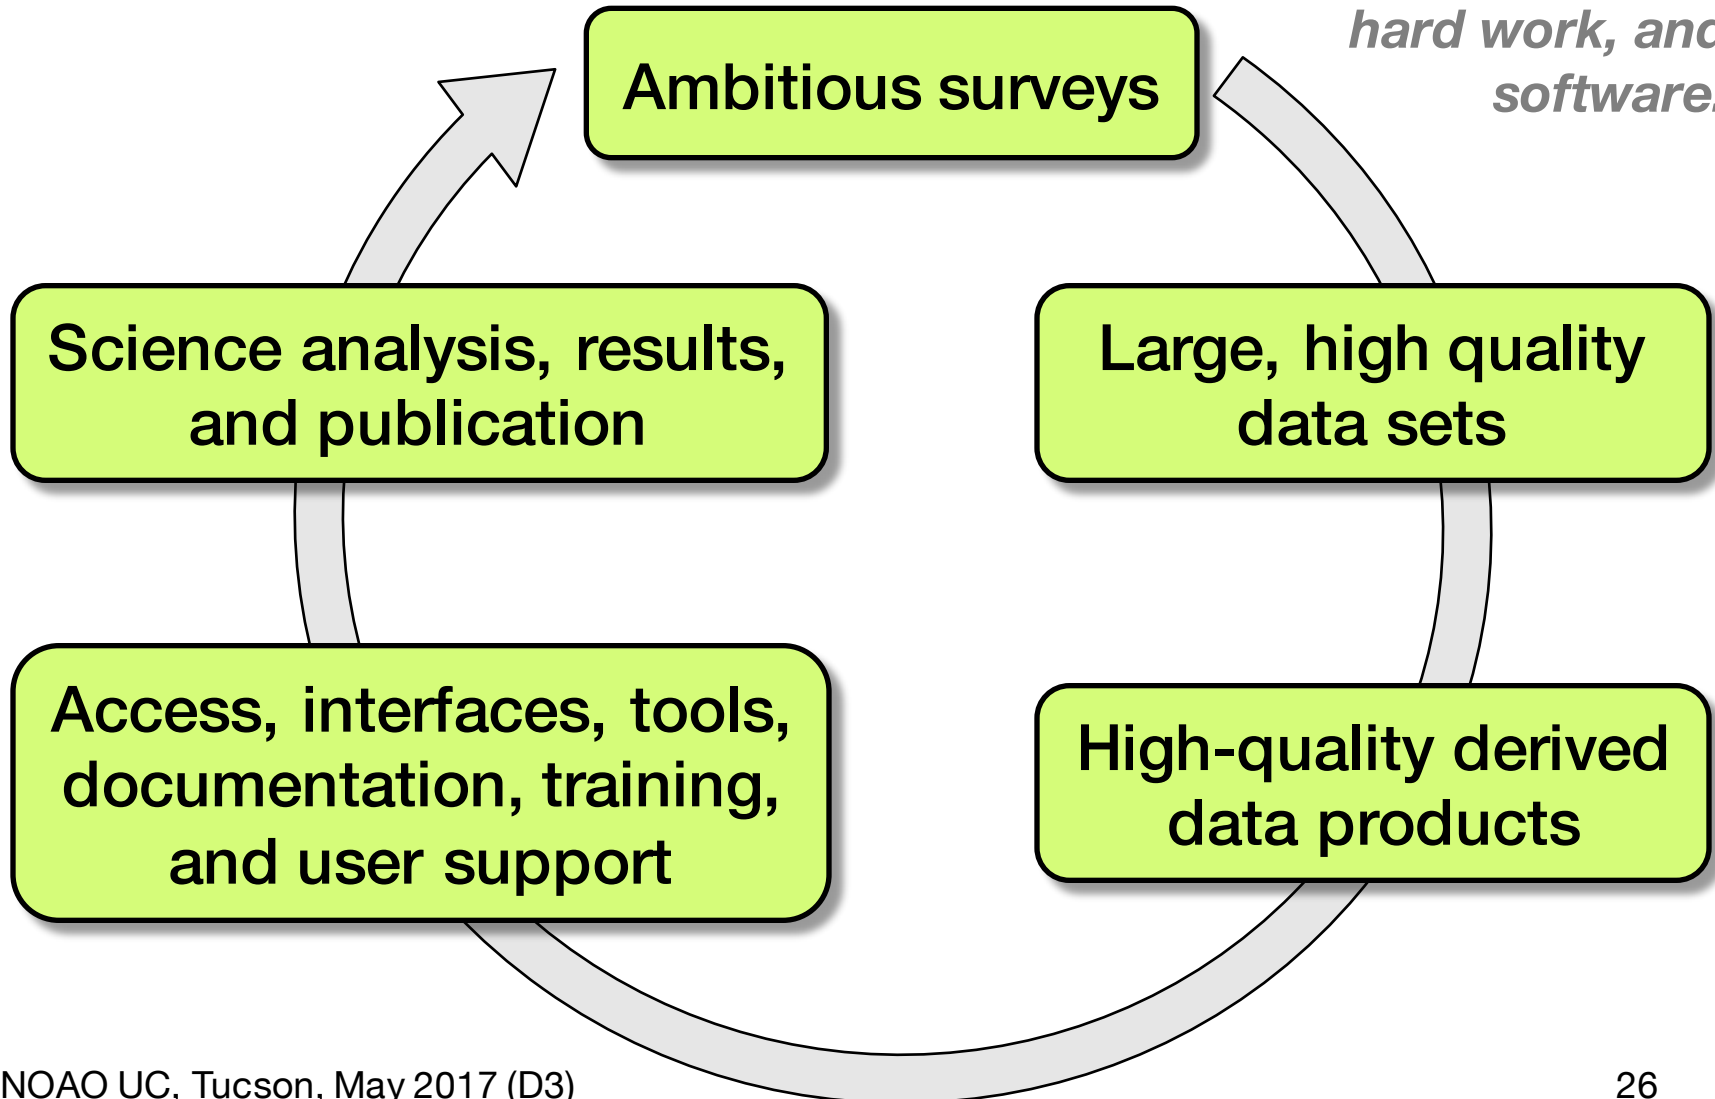 hard work, and
software.
Ambitious surveys
Large, high quality
data sets
High-quality derived
data products
Access, interfaces, tools,
documentation, training,
and user support
Science analysis, results,
and publication
NOAO UC, Tucson, May 2017 (D3)
26